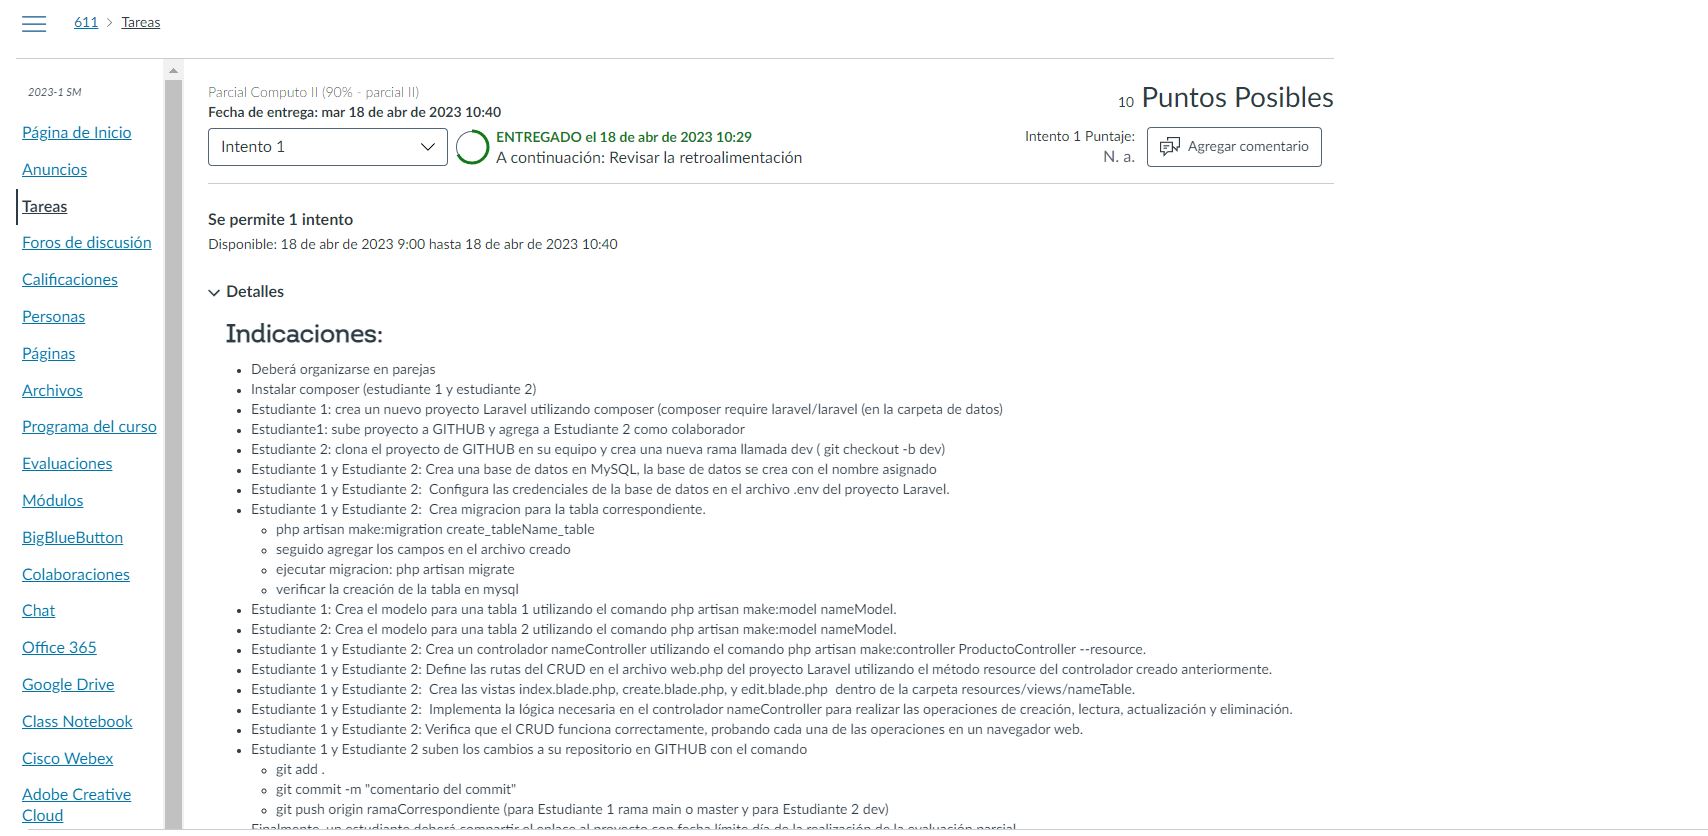 611 > Tareas
2023-1 SM
Página de Inicio
Anuncios
Tareas
Foros de discusión
Calificaciones
Personas
Páginas
Archivos
Programa del curso
Evaluaciones
Módulos
BigBlueButton
Colaboraciones
Chat
Office 365
Google Drive
Class Notebook
Cisco Webex
Adobe Creative
Cloud
Parcial Computo II (90% - parcial II)
Fecha de entrega: mar 18 de abr de 2023 10:40
10 Puntos Posibles
Intento 1
ENTREGADO el 18 de abr de 2023 10:29
A continuación: Revisar la retroalimentación
Intento 1 Puntaje:
N. a.
Agregar comentario
Se permite 1 intento
Disponible: 18 de abr de 2023 9:00 hasta 18 de abr de 2023 10:40
Detalles
Indicaciones:
• Deberá organizarse en parejas
• Instalar composer (estudiante 1 y estudiante 2)
• Estudiante 1: crea un nuevo proyecto Laravel utilizando composer (composer require laravel/laravel (en la carpeta de datos)
• Estudiante1: sube proyecto a GITHUB y agrega a Estudiante 2 como colaborador
• Estudiante 2: clona el proyecto de GITHUB en su equipo y crea una nueva rama llamada dev ( git checkout -b dev)
• Estudiante 1 y Estudiante 2: Crea una base de datos en MySQL, la base de datos se crea con el nombre asignado
• Estudiante 1 y Estudiante 2: Configura las credenciales de la base de datos en el archivo .env del proyecto Laravel.
• Estudiante 1 y Estudiante 2: Crea migracion para la tabla correspondiente.
◦ php artisan make:migration create_tableName_table
◦ seguido agregar los campos en el archivo creado
◦ ejecutar migracion: php artisan migrate
◦ verificar la creación de la tabla en mysql
• Estudiante 1: Crea el modelo para una tabla 1 utilizando el comando php artisan make:model nameModel.
• Estudiante 2: Crea el modelo para una tabla 2 utilizando el comando php artisan make:model nameModel.
• Estudiante 1 y Estudiante 2: Crea un controlador nameController utilizando el comando php artisan make:controller ProductoController --resource.
• Estudiante 1 y Estudiante 2: Define las rutas del CRUD en el archivo web.php del proyecto Laravel utilizando el método resource del controlador creado anteriormente.
• Estudiante 1 y Estudiante 2: Crea las vistas index.blade.php, create.blade.php, y edit.blade.php dentro de la carpeta resources/views/nameTable.
• Estudiante 1 y Estudiante 2: Implementa la lógica necesaria en el controlador nameController para realizar las operaciones de creación, lectura, actualización y eliminación.
• Estudiante 1 y Estudiante 2: Verifica que el CRUD funciona correctamente, probando cada una de las operaciones en un navegador web.
• Estudiante 1 y Estudiante 2 suben los cambios a su repositorio en GITHUB con el comando
◦ git add .
◦ git commit -m "comentario del commit"
◦ git push origin ramaCorrespondiente (para Estudiante 1 rama main o master y para Estudiante 2 dev)
Finalmente, un estudiante deberá compartir el enlace al proyecto con fecha límite día de la realización de la evaluación parcial